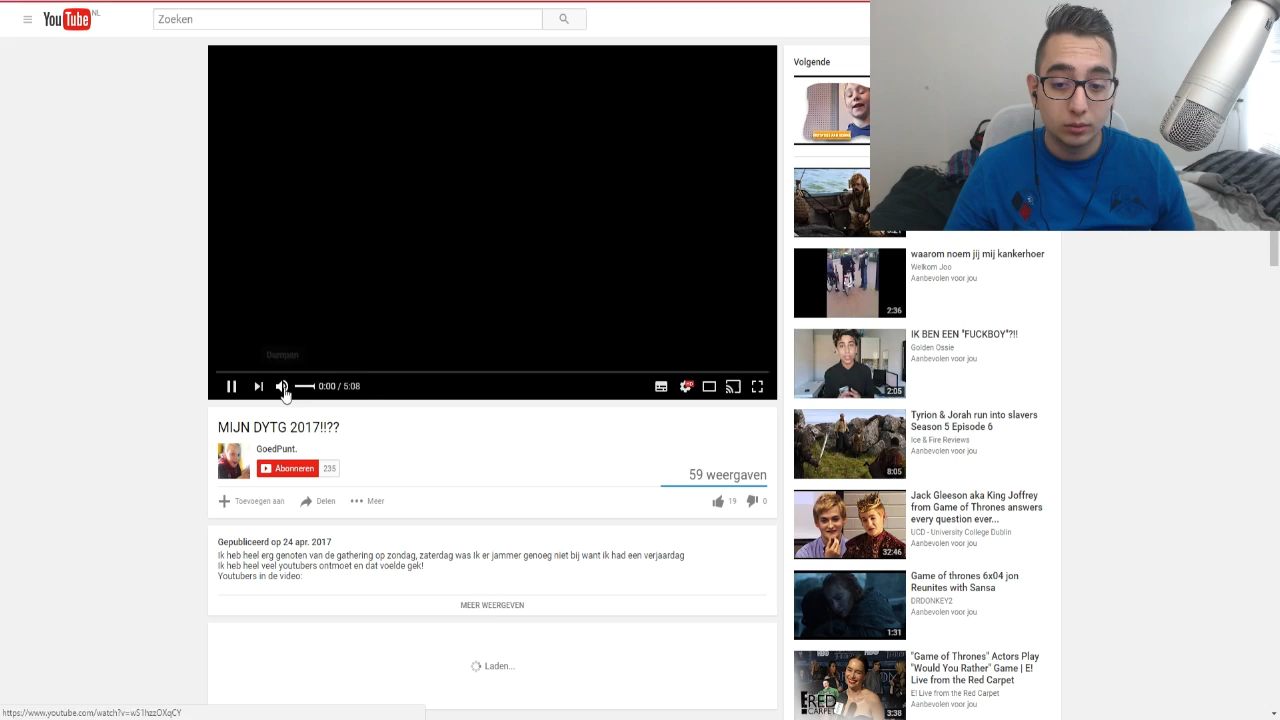 YouTube NL
Zoeken
Volgende
Dempen
0:00 / 5:08
MIJN DYTG 2017!!??
GoedPunt.
Abonneren 235
59 weergaven
Toevoegen aan Delen Meer
19 0
Gepubliceerd op 24 apr. 2017
Ik heb heel erg genoten van de gathering op zondag, zaterdag was Ik er jammer genoeg niet bij want ik had een verjaardag
Ik heb heel veel youtubers ontmoet en dat voelde gek!
Youtubers in de video:
MEER WEERGEVEN
Laden...
https://www.youtube.com/watch?v=wS1hzzOXqCY
waarom noem jij mij kankerhoer
Welkom Joo
Aanbevolen voor jou
2:36
IK BEN EEN "FUCKBOY"?!!
Golden Ossie
Aanbevolen voor jou
2:05
Tyrion & Jorah run into slavers
Season 5 Episode 6
Ice & Fire Reviews
Aanbevolen voor jou
8:05
Jack Gleeson aka King Joffrey
from Game of Thrones answers
every question ever...
UCD - University College Dublin
Aanbevolen voor jou
32:46
Game of thrones 6x04 jon
Reunites with Sansa
DRDONKEY2
Aanbevolen voor jou
1:31
"Game of Thrones" Actors Play
"Would You Rather" Game | E!
Live from the Red Carpet
E! Live from the Red Carpet
Aanbevolen voor jou
3:38